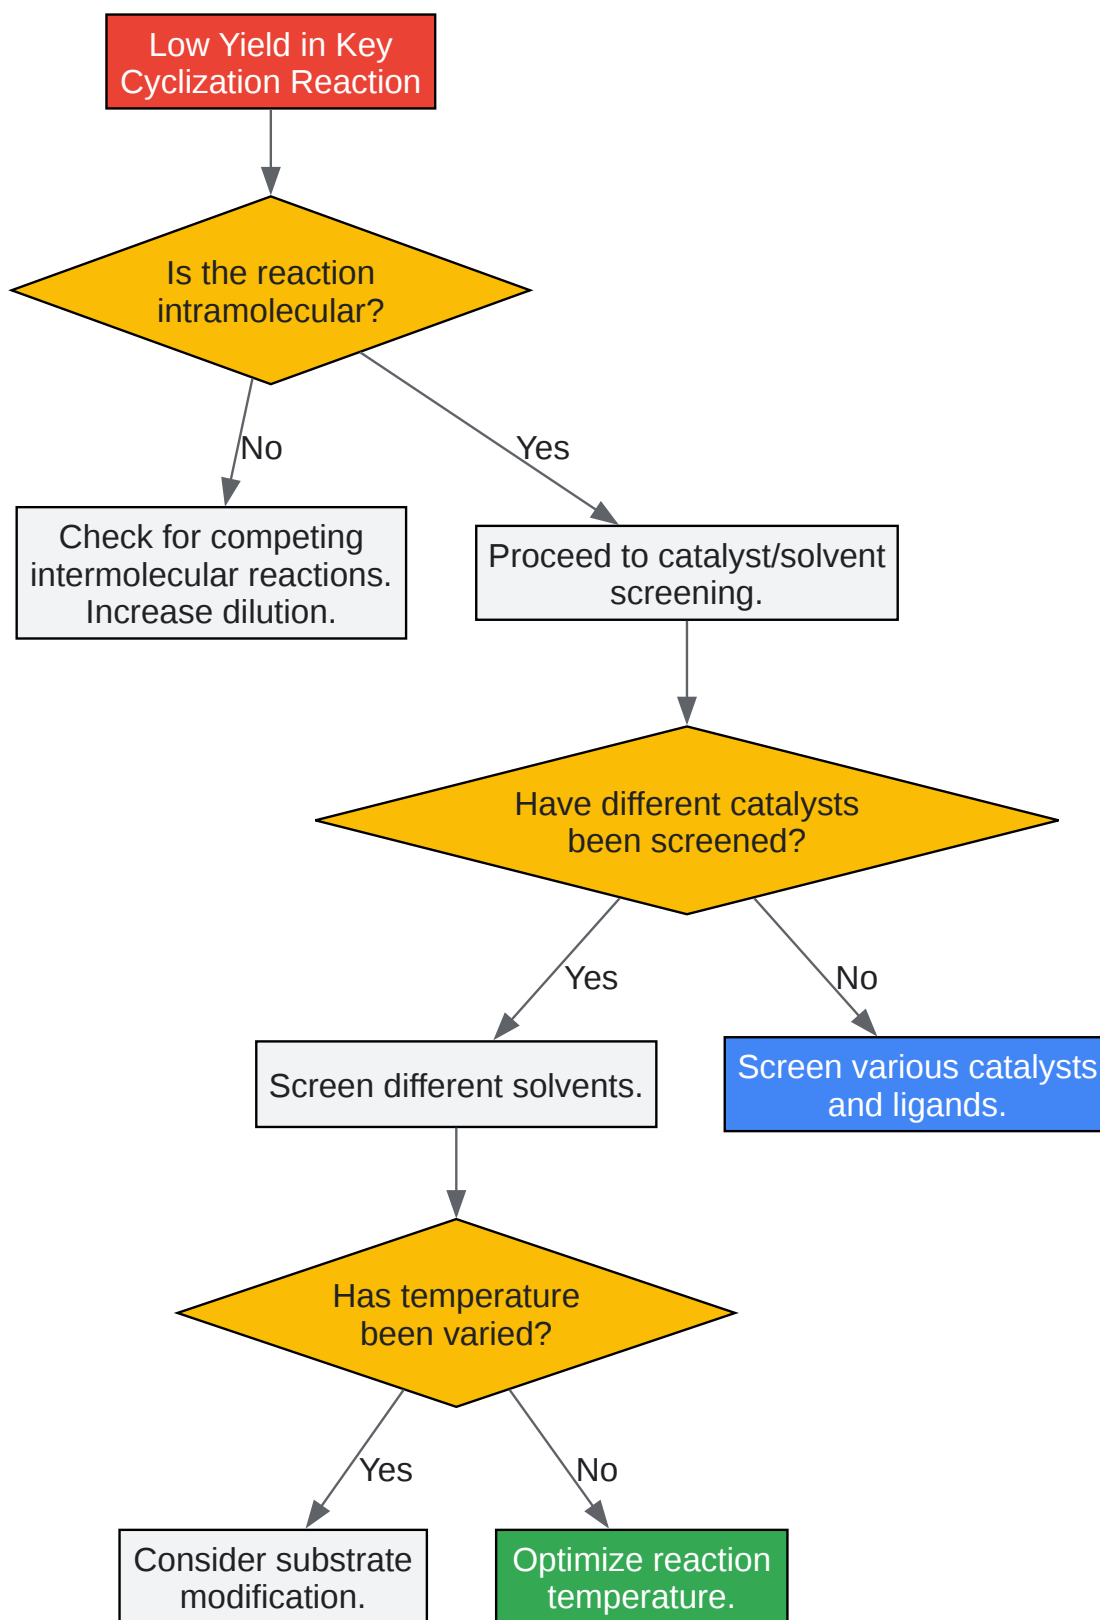 Low Yield in Key
Cyclization Reaction
Is the reaction
intramolecular?
No
Yes
Check for competing
intermolecular reactions.
Increase dilution.
Proceed to catalyst/solvent
screening.
Have different catalysts
been screened?
Yes
No
Screen different solvents.
Screen various catalysts
and ligands.
Has temperature
been varied?
Yes
No
Consider substrate
modification.
Optimize reaction
temperature.